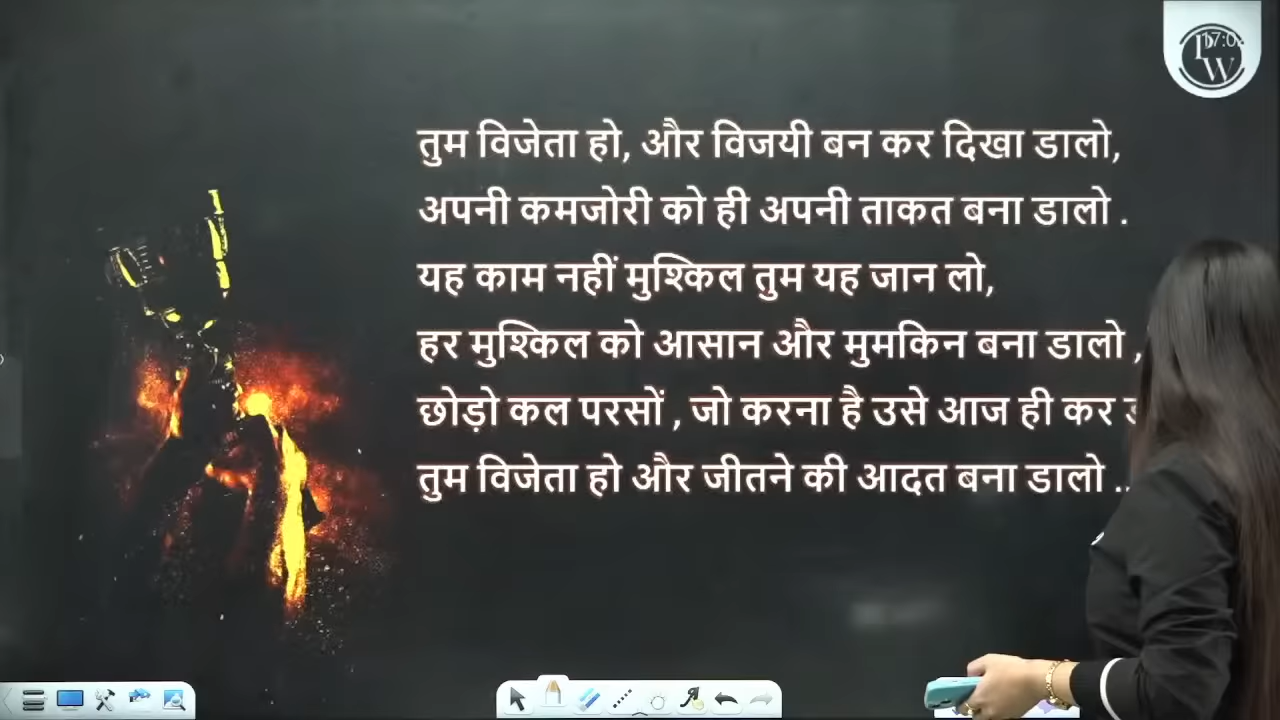 तुम विजेता हो, और विजयी बन कर दिखा डालो,
अपनी कमजोरी को ही अपनी ताकत बना डालो .
यह काम नहीं मुश्किल तुम यह जान लो,
हर मुश्किल को आसान और मुमकिन बना डालो ,
छोड़ो कल परसों , जो करना है उसे आज ही कर
तुम विजेता हो और जीतने की आदत बना डालो ..